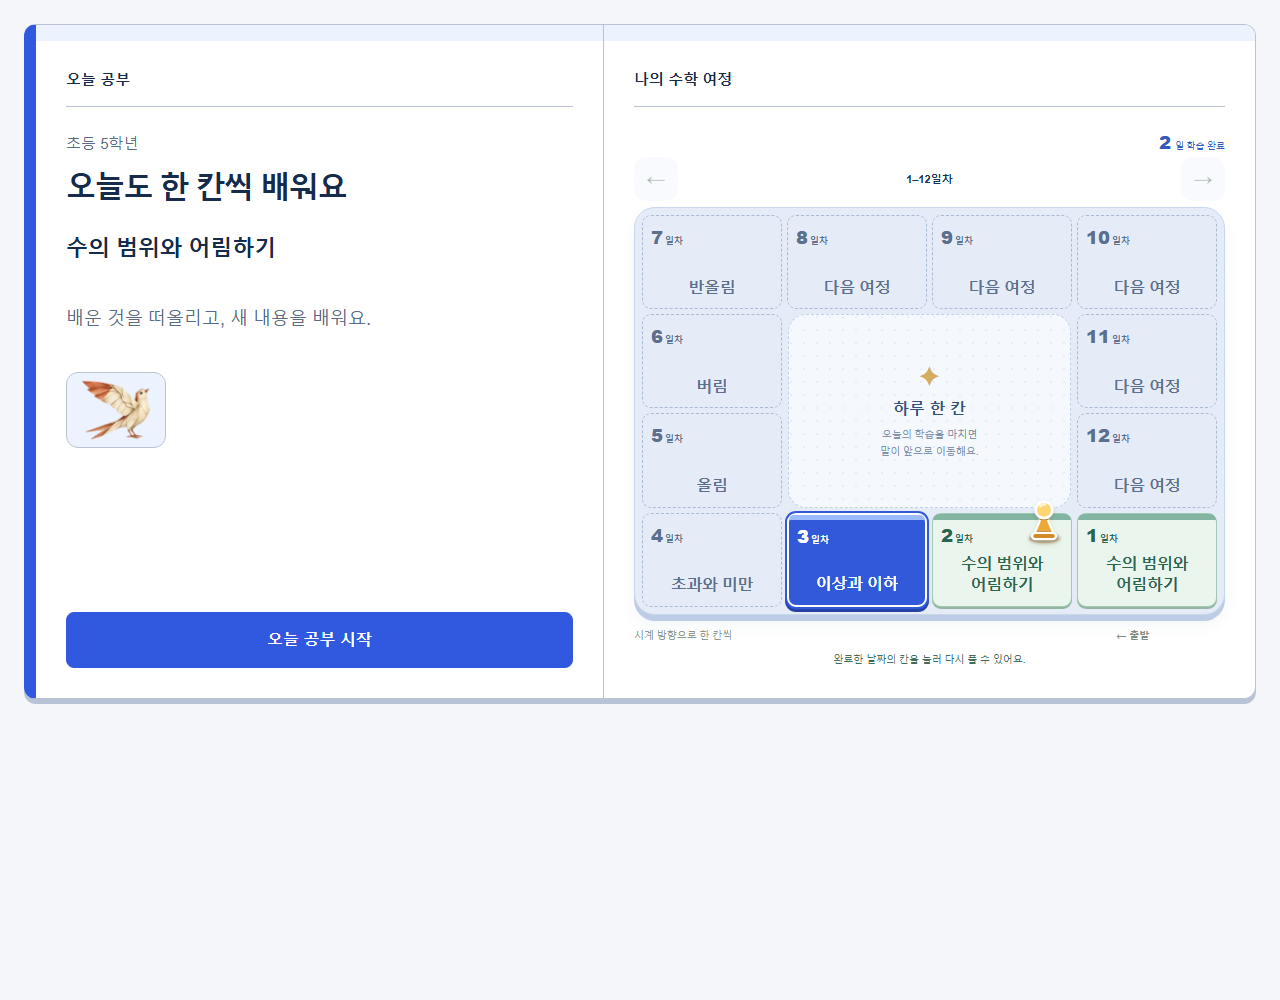 오늘 공부
초등 5학년
오늘도 한 칸씩 배워요
수의 범위와 어림하기
배운 것을 떠올리고, 새 내용을 배워요.
오늘 공부 시작
나의 수학 여정
2 일 학습 완료
← 1–12일차 →
7 일차
반올림
8 일차
다음 여정
9 일차
다음 여정
10 일차
다음 여정
6 일차
버림
하루 한 칸
오늘의 학습을 마치면
말이 앞으로 이동해요.
11 일차
다음 여정
5 일차
올림
12 일차
다음 여정
4 일차
초과와 미만
3 일차
이상과 이하
2 일차
수의 범위와
어림하기
1 일차
수의 범위와
어림하기
시계 방향으로 한 칸씩
← 출발
완료한 날짜의 칸을 눌러 다시 풀 수 있어요.